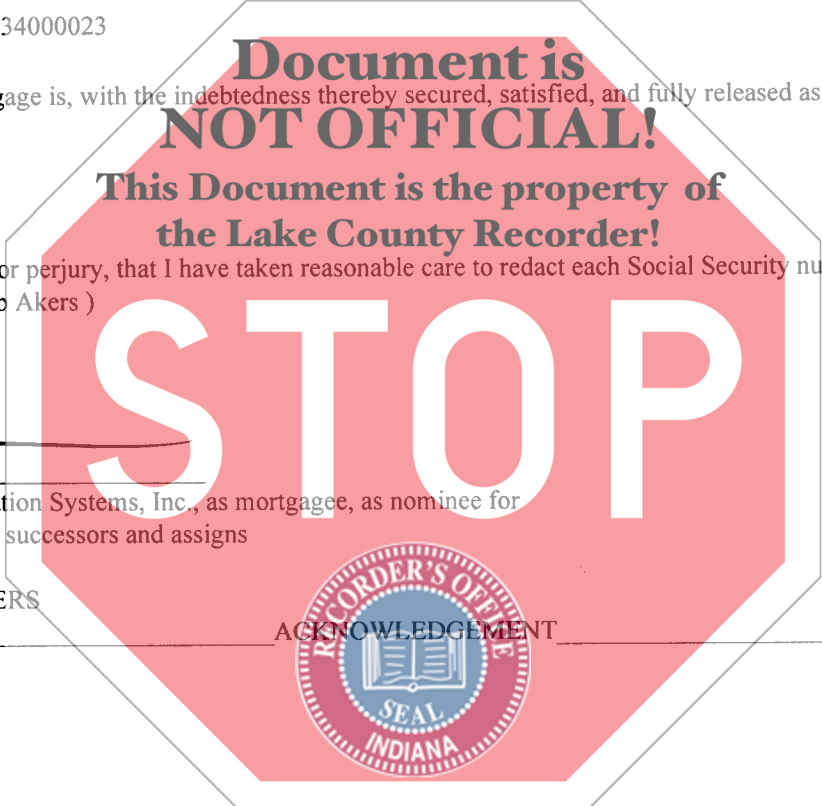 34000023
Document is
gage is, with the indebtedness thereby secured, satisfied, and fully released as
NOT OFFICIAL!
This Document is the property of
the Lake County Recorder!
or perjury, that I have taken reasonable care to redact each Social Security nu
Akers )
STOP
tion Systems, Inc., as mortgagee, as nominee for
successors and assigns
ERS
ACKNOWLEDGEMENT
RECORDER'S OFFICE
SEAL
INDIANA